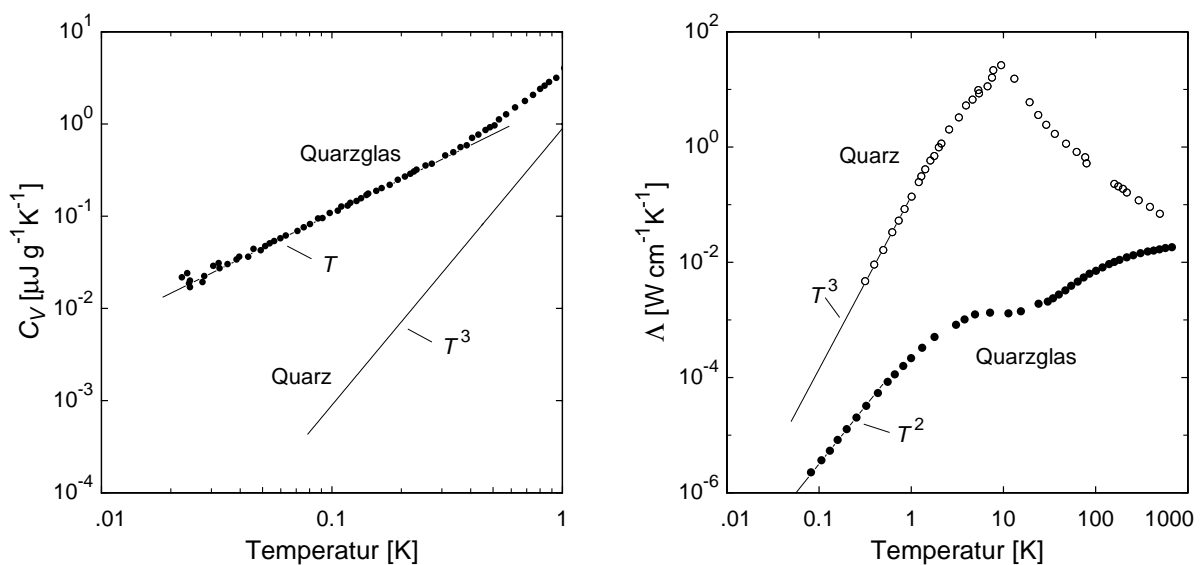 10^1
10^0
10^-1
10^-2
10^-3
10^-4
C_V [μJ g^-1 K^-1]
Quarzglas
T
T^3
Quarz
.01
0.1
1
Temperatur [K]
10^2
10^0
10^-2
10^-4
10^-6
Λ [W cm^-1 K^-1]
Quarz
T^3
Quarzglas
T^2
.01
0.1
1
10
100
1000
Temperatur [K]